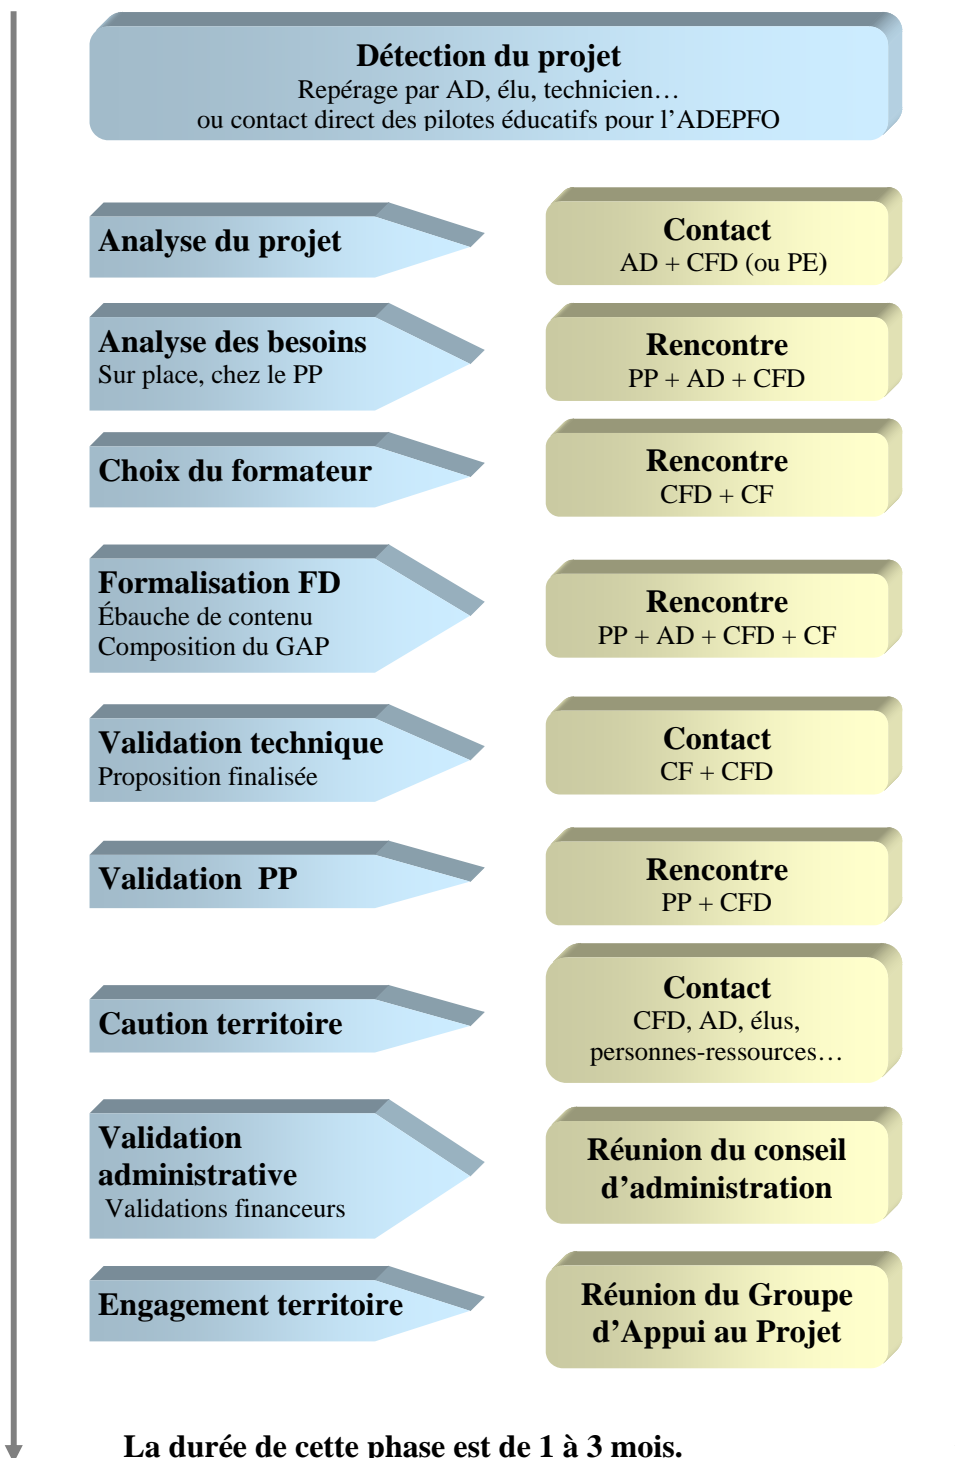 Détection du projet
Repérage par AD, élu, technicien…
ou contact direct des pilotes éducatifs pour l’ADEPFO
Analyse du projet
Contact
AD + CFD (ou PE)
Analyse des besoins
Sur place, chez le PP
Rencontre
PP + AD + CFD
Choix du formateur
Rencontre
CFD + CF
Formalisation FD
Ébauche de contenu
Composition du GAP
Rencontre
PP + AD + CFD + CF
Validation technique
Proposition finalisée
Contact
CF + CFD
Validation PP
Rencontre
PP + CFD
Caution territoire
Contact
CFD, AD, élus,
personnes-ressources…
Validation
administrative
Validations financeurs
Réunion du conseil
d’administration
Engagement territoire
Réunion du Groupe
d’Appui au Projet
La durée de cette phase est de 1 à 3 mois.